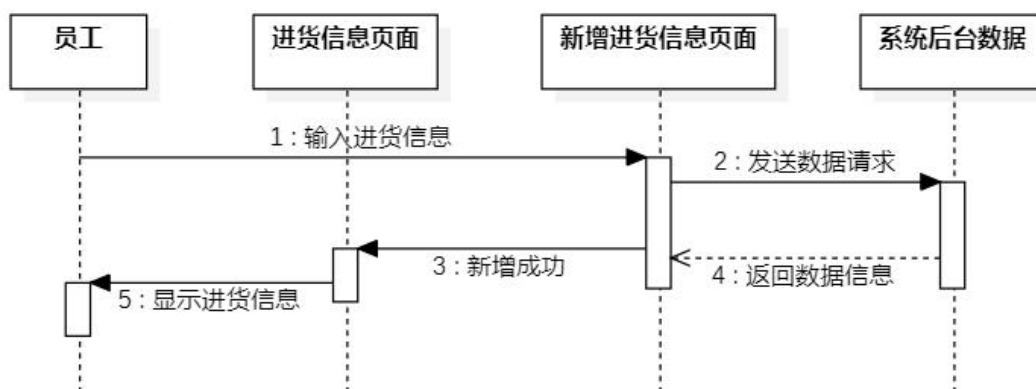 员工
进货信息页面
新增进货信息页面
系统后台数据
1 : 输入进货信息
2 : 发送数据请求
3 : 新增成功
4 : 返回数据信息
5 : 显示进货信息